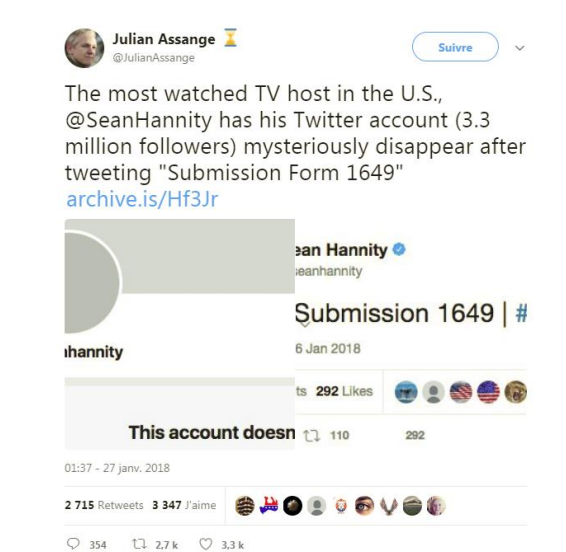 Julian Assange
@JulianAssange
Suivre
The most watched TV host in the U.S.,
@SeanHannity has his Twitter account (3.3
million followers) mysteriously disappear after
tweeting "Submission Form 1649"
archive.is/Hf3Jr
ean Hannity
seanhannity
Submission 1649 | #
hannity
6 Jan 2018
ts 292 Likes
This account doesn
110 292
01:37 - 27 janv. 2018
2 715 Retweets 3 347 J'aime
354 2,7 k 3,3 k